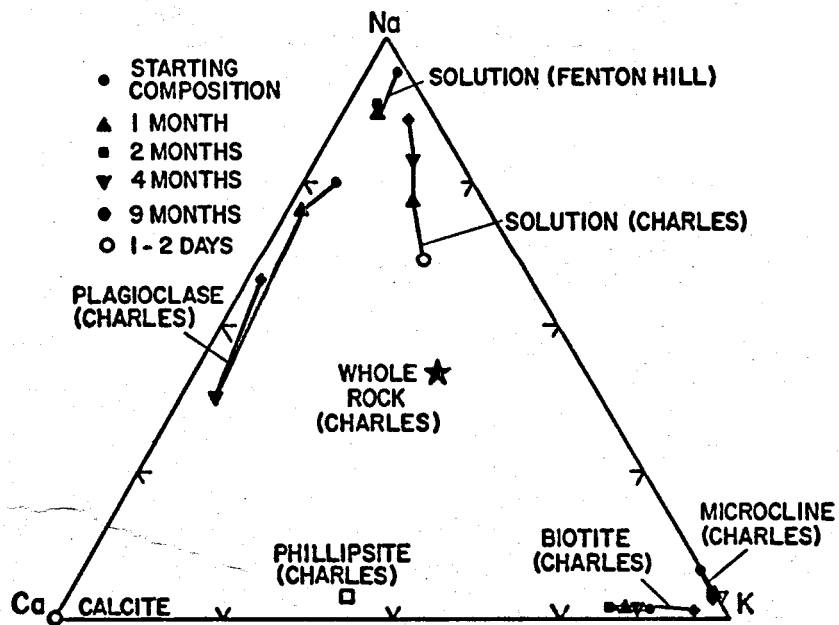 Na
STARTING
COMPOSITION
1 MONTH
2 MONTHS
4 MONTHS
9 MONTHS
1-2 DAYS
SOLUTION (FENTON HILL)
SOLUTION (CHARLES)
PLAGIOCLASE
(CHARLES)
WHOLE
ROCK
(CHARLES)
MICROCLINE
(CHARLES)
BIOTITE
(CHARLES)
PHILLIPSITE
(CHARLES)
Ca
CALCITE
K